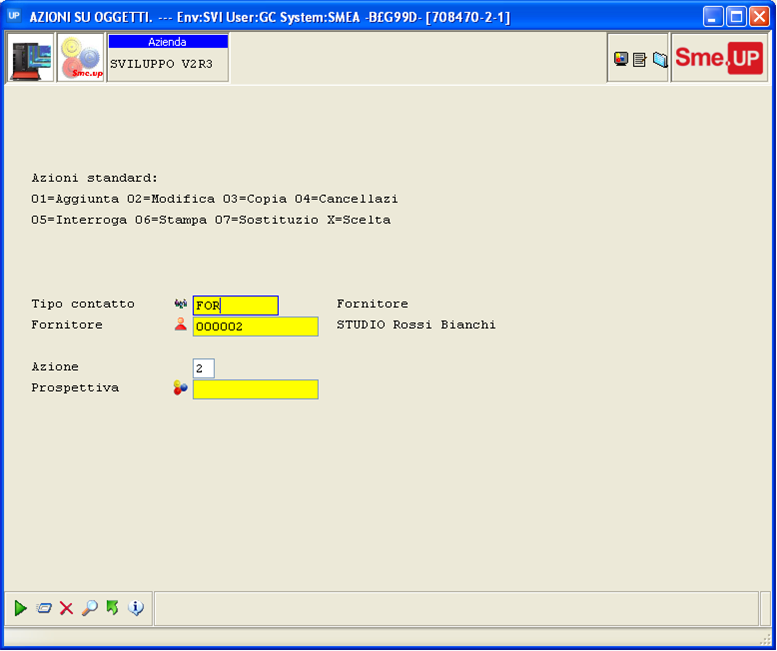 UP AZIONI SU OGGETTI. --- Env:SVI User:GC System:SMEA -B£G99D- [708470-2-1]
Azienda
SVILUPPO V2R3
Sme.up
Sme.UP
Azioni standard:
01=Aggiunta 02=Modifica 03=Copia 04=Cancellazi
05=Interroga 06=Stampa 07=Sostituzio X=Scelta
Tipo contatto FOR Fornitore
Fornitore 000002 STUDIO Rossi Bianchi
Azione 2
Prospettiva